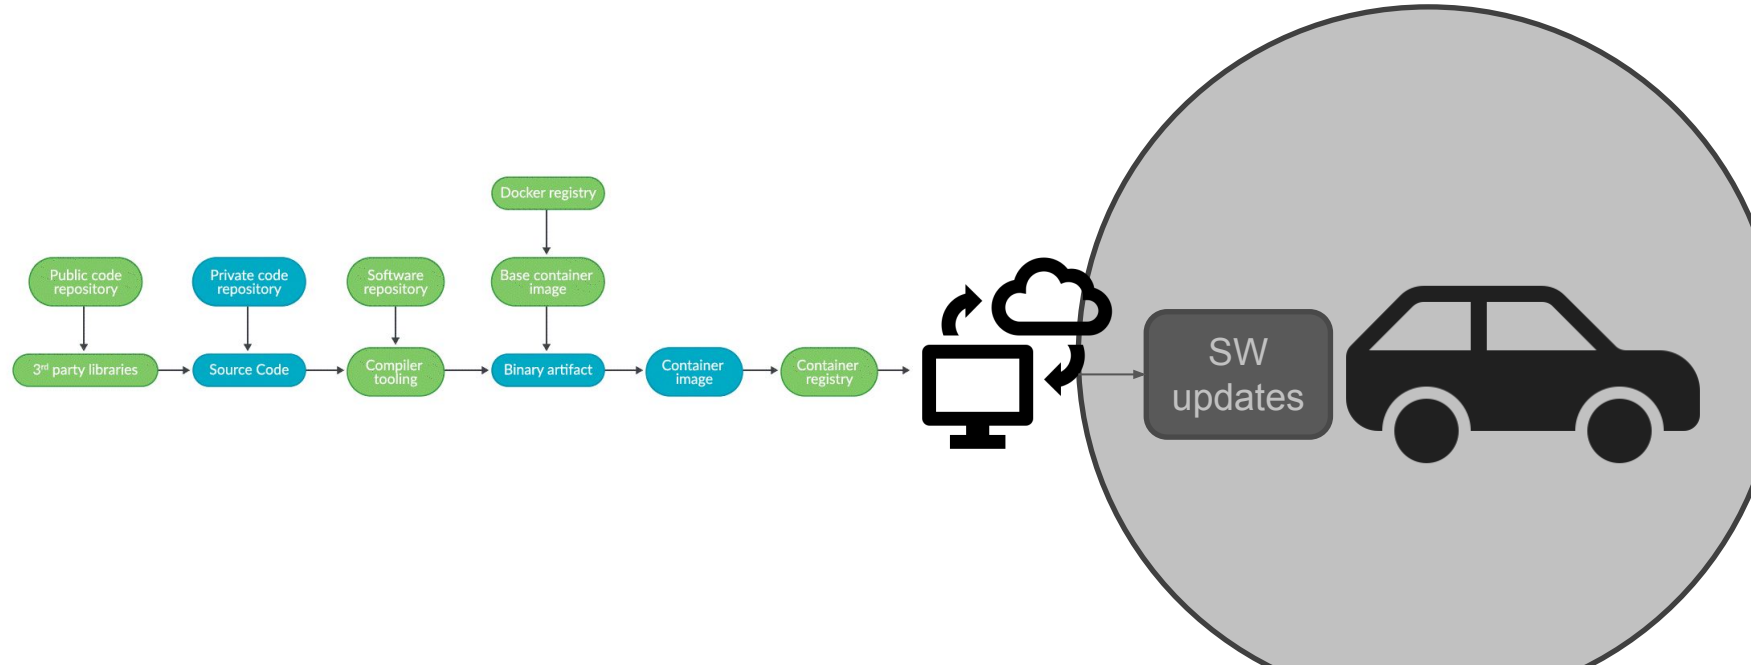 Docker registry
Public code
repository
Private code
repository
Software
repository
Base container
image
3rd party libraries
Source Code
Compiler
tooling
Binary artifact
Container
image
Container
registry
SW
updates